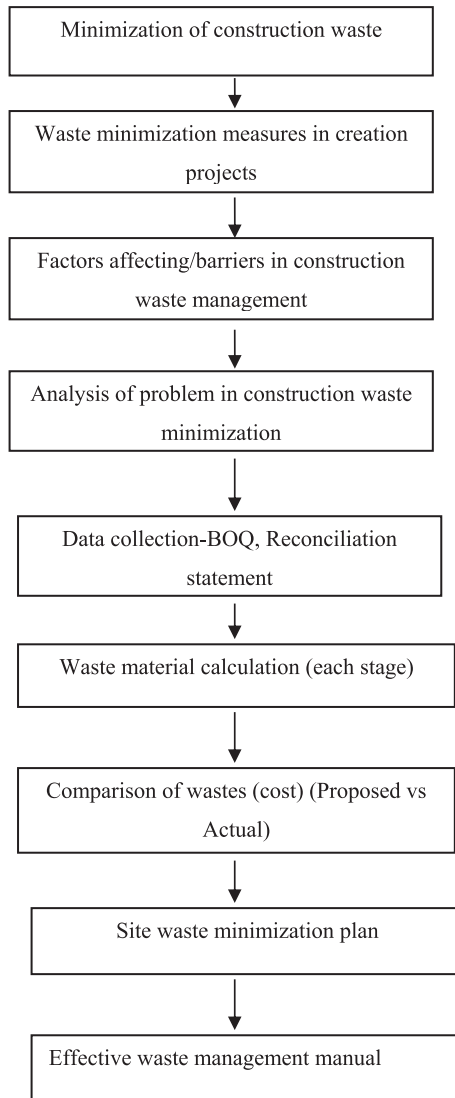 Minimization of construction waste
Waste minimization measures in creation
projects
Factors affecting/barriers in construction
waste management
Analysis of problem in construction waste
minimization
Data collection-BOQ, Reconciliation
statement
Waste material calculation (each stage)
Comparison of wastes (cost) (Proposed vs
Actual)
Site waste minimization plan
Effective waste management manual